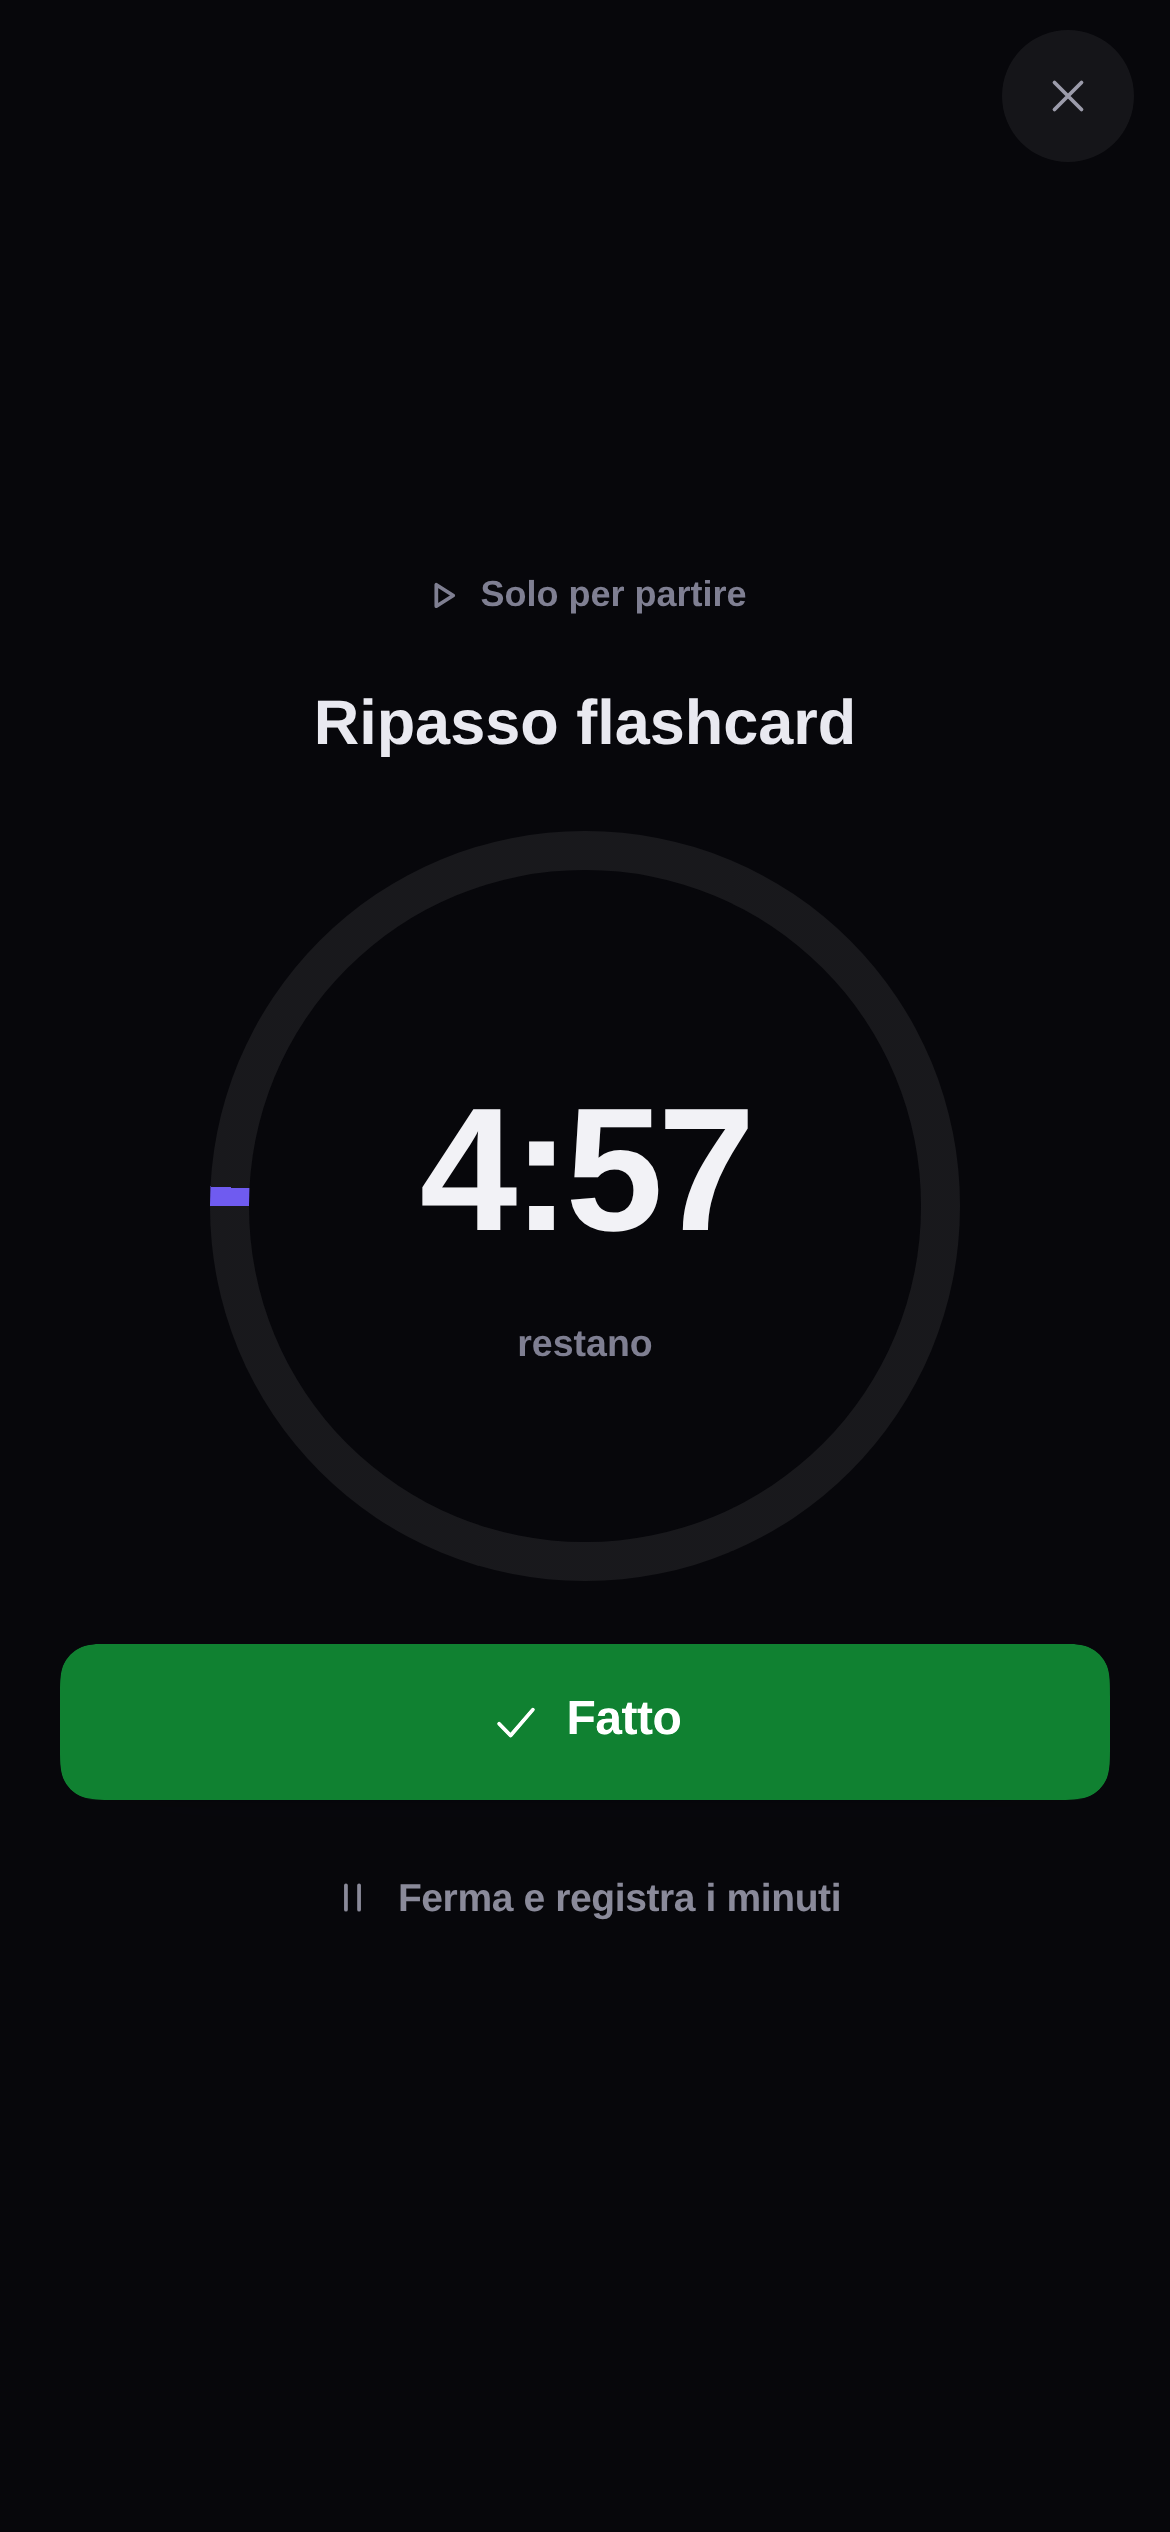 Solo per partire
Ripasso flashcard
4:57
restano
Fatto
Ferma e registra i minuti